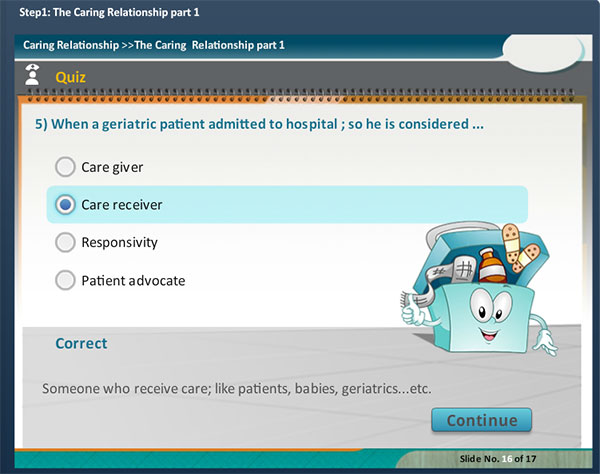 Step1: The Caring Relationship part 1
Caring Relationship >>The Caring Relationship part 1
Quiz
5) When a geriatric patient admitted to hospital ; so he is considered ...
Care giver
Care receiver
Responsivity
Patient advocate
Correct
Someone who receive care; like patients, babies, geriatrics...etc.
Continue
Slide No. 16 of 17